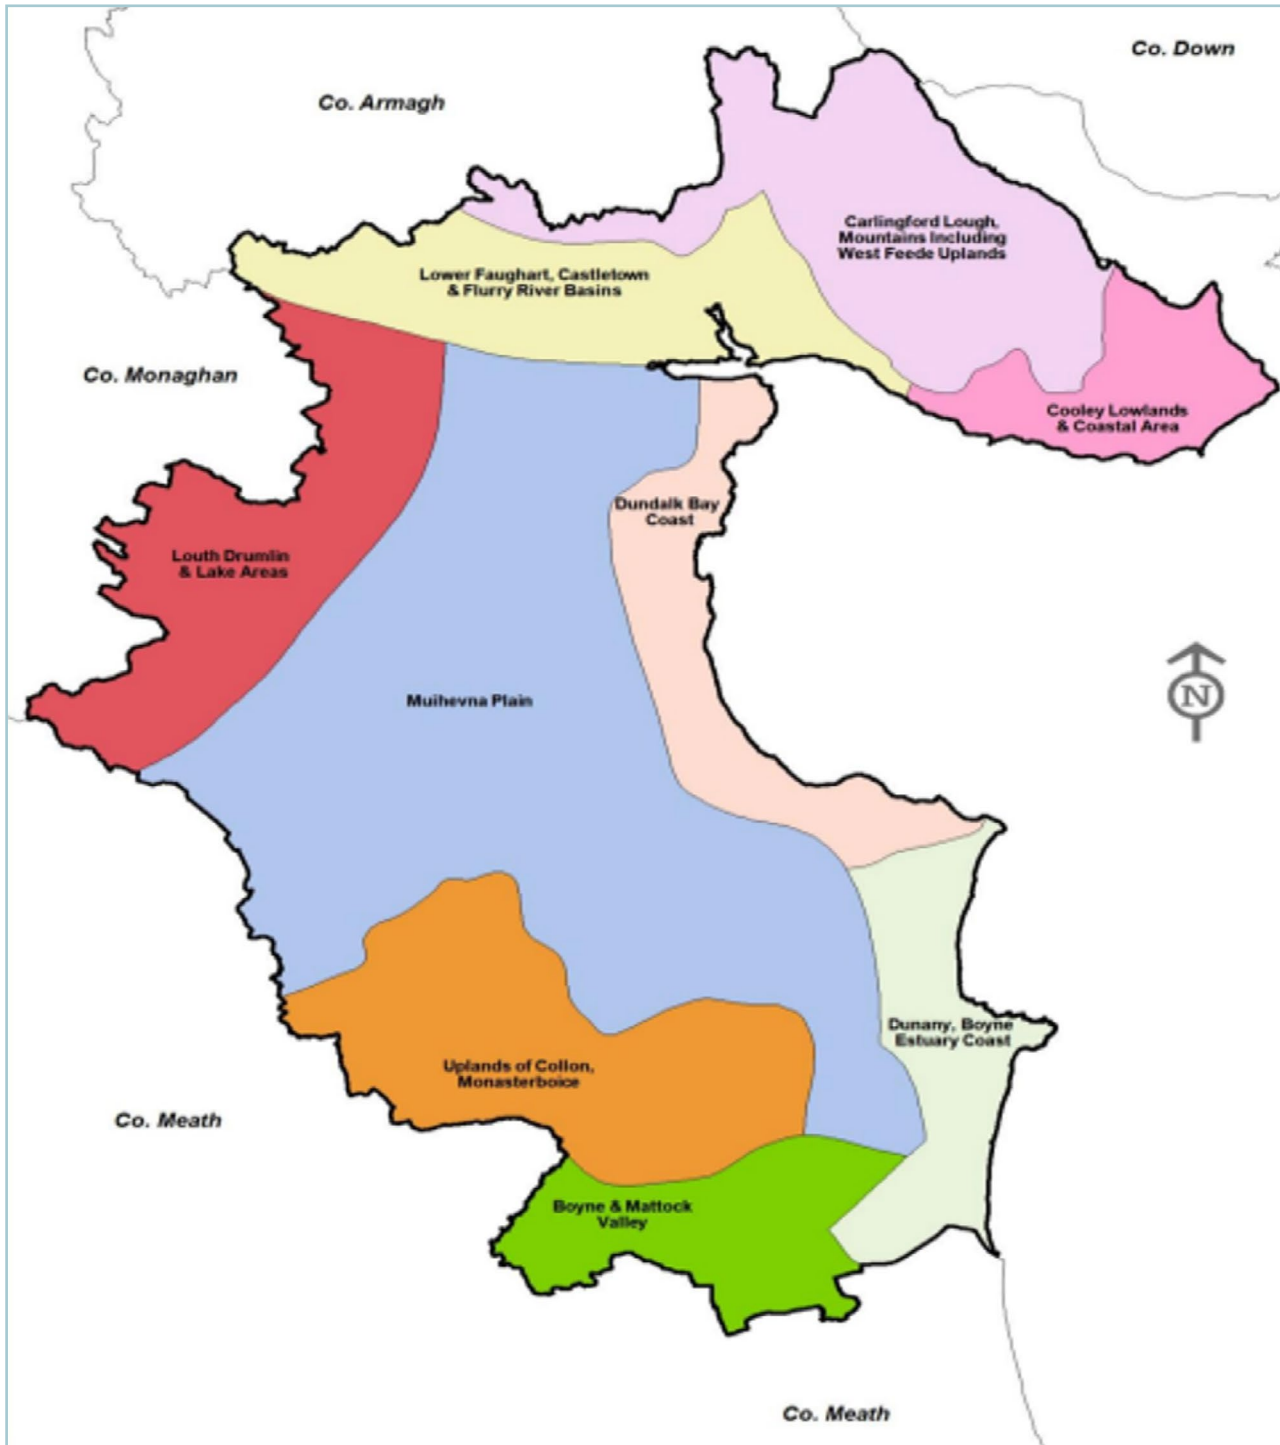 Co. Down
Co. Armagh
Carlingford Lough,
Mountains Including
West Feede Uplands
Lower Faughart, Castletown
& Flurry River Basins
Co. Monaghan
Cooley Lowlands
& Coastal Area
Dundalk Bay
Coast
Louth Drumlin
& Lake Areas
N
Muihevna Plain
Dunany, Boyne
Estuary Coast
Uplands of Collon,
Monasterboice
Co. Meath
Boyne & Mattock
Valley
Co. Meath